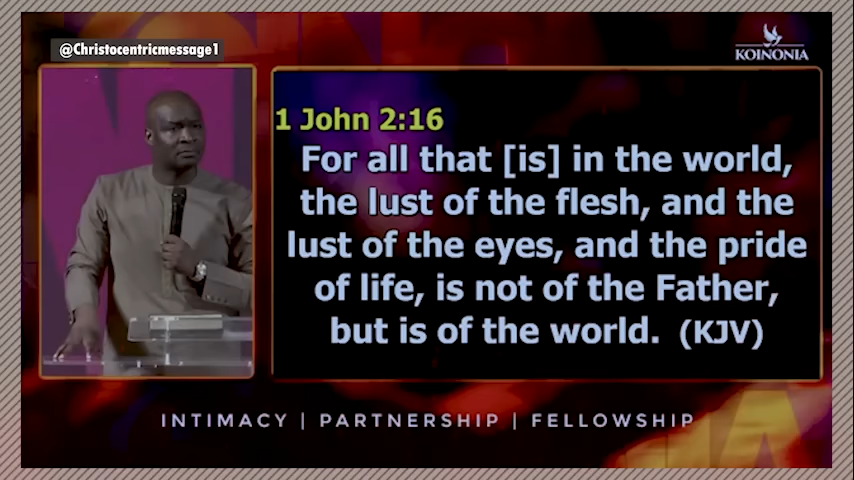 @Christocentricmessage1
KOINONIA
1 John 2:16
For all that [is] in the world,
the lust of the flesh, and the
lust of the eyes, and the pride
of life, is not of the Father,
but is of the world. (KJV)
INTIMACY | PARTNERSHIP | FELLOWSHIP